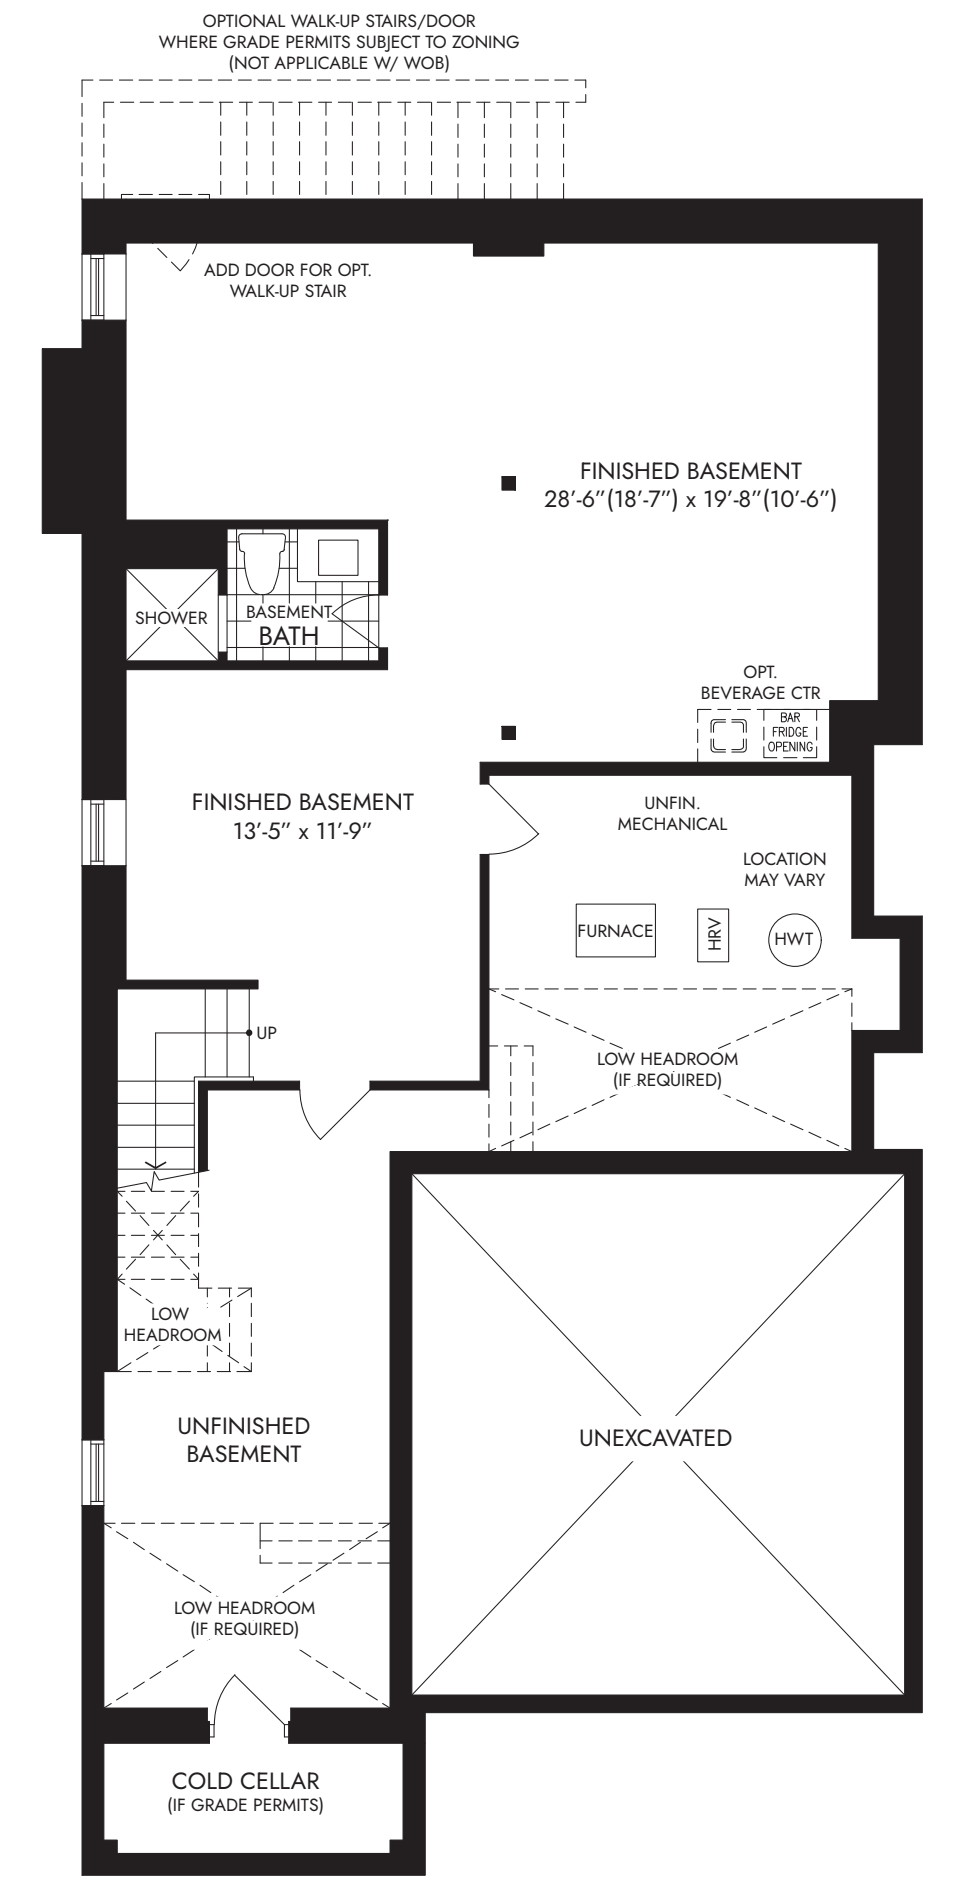 OPTIONAL WALK-UP STAIRS/DOOR
WHERE GRADE PERMITS SUBJECT TO ZONING
(NOT APPLICABLE W/ WOB)
ADD DOOR FOR OPT.
WALK-UP STAIR
FINISHED BASEMENT
28'-6"(18'-7") x 19'-8"(10'-6")
SHOWER
BASEMENT
BATH
OPT.
BEVERAGE CTR
BAR
FRIDGE
OPENING
FINISHED BASEMENT
13'-5" x 11'-9"
UNFIN.
MECHANICAL
LOCATION
MAY VARY
FURNACE
HRV
HWT
UP
LOW HEADROOM
(IF REQUIRED)
LOW
HEADROOM
UNFINISHED
BASEMENT
UNEXCAVATED
LOW HEADROOM
(IF REQUIRED)
COLD CELLAR
(IF GRADE PERMITS)